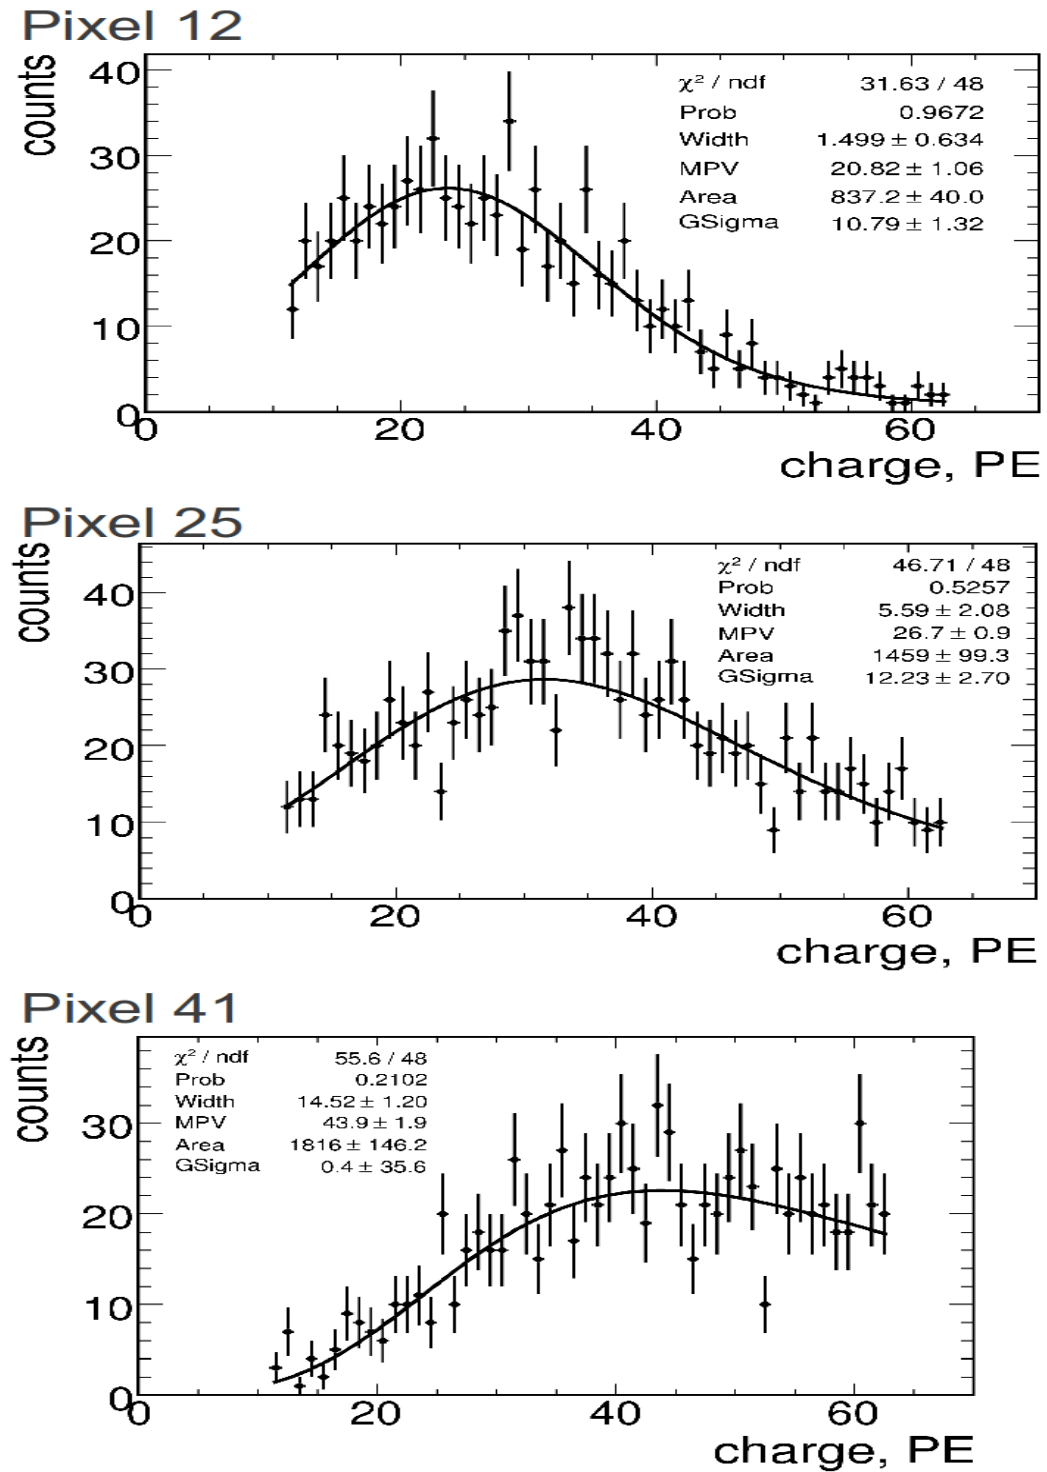 Pixel 12
counts
40
30
20
10
0
χ² / ndf 31.63 / 48
Prob 0.9672
Width 1.499 ± 0.634
MPV 20.82 ± 1.06
Area 837.2 ± 40.0
GSigma 10.79 ± 1.32
0 20 40 60
charge, PE
Pixel 25
counts
40
30
20
10
0
χ² / ndf 46.71 / 48
Prob 0.5257
Width 5.59 ± 2.08
MPV 26.7 ± 0.9
Area 1459 ± 99.3
GSigma 12.23 ± 2.70
0 20 40 60
charge, PE
Pixel 41
counts
30
20
10
0
χ² / ndf 55.6 / 48
Prob 0.2102
Width 14.52 ± 1.20
MPV 43.9 ± 1.9
Area 1816 ± 146.2
GSigma 0.4 ± 35.6
0 20 40 60
charge, PE